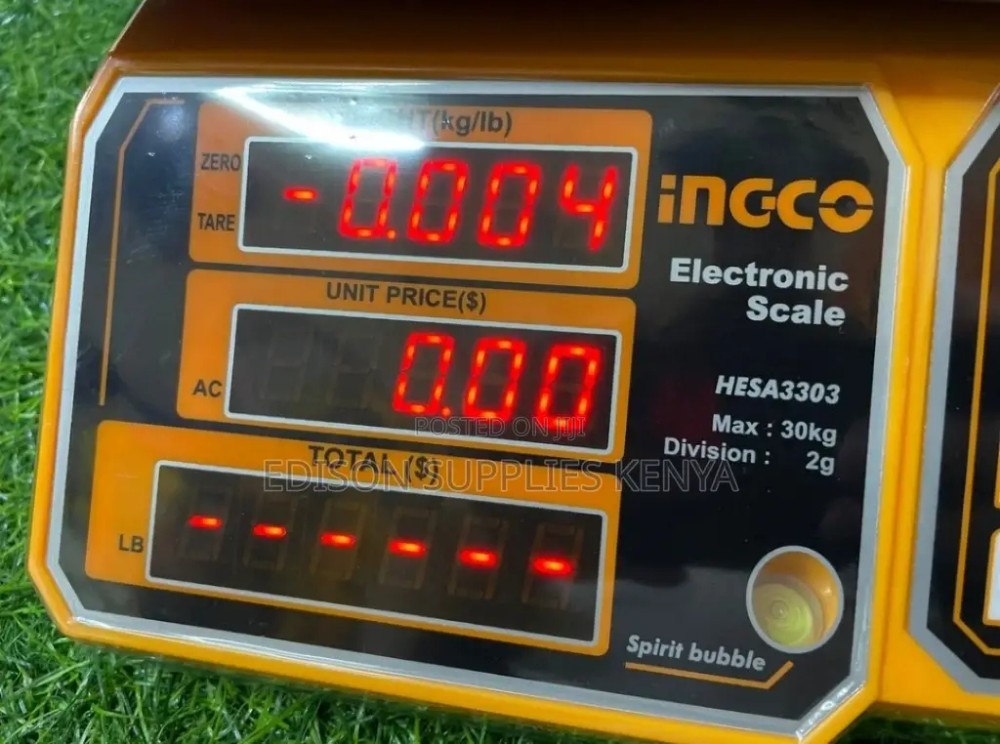 (kg/lb)
ZERO
-0.004
TARE
INGCO
UNIT PRICE($)
Electronic
Scale
0.00
AC
HESA3303
Max : 30kg
Division : 2g
POSTED ON JIJI
TOTAL ($)
EDISON SUPPLIES KENYA
------
LB
Spirit bubble